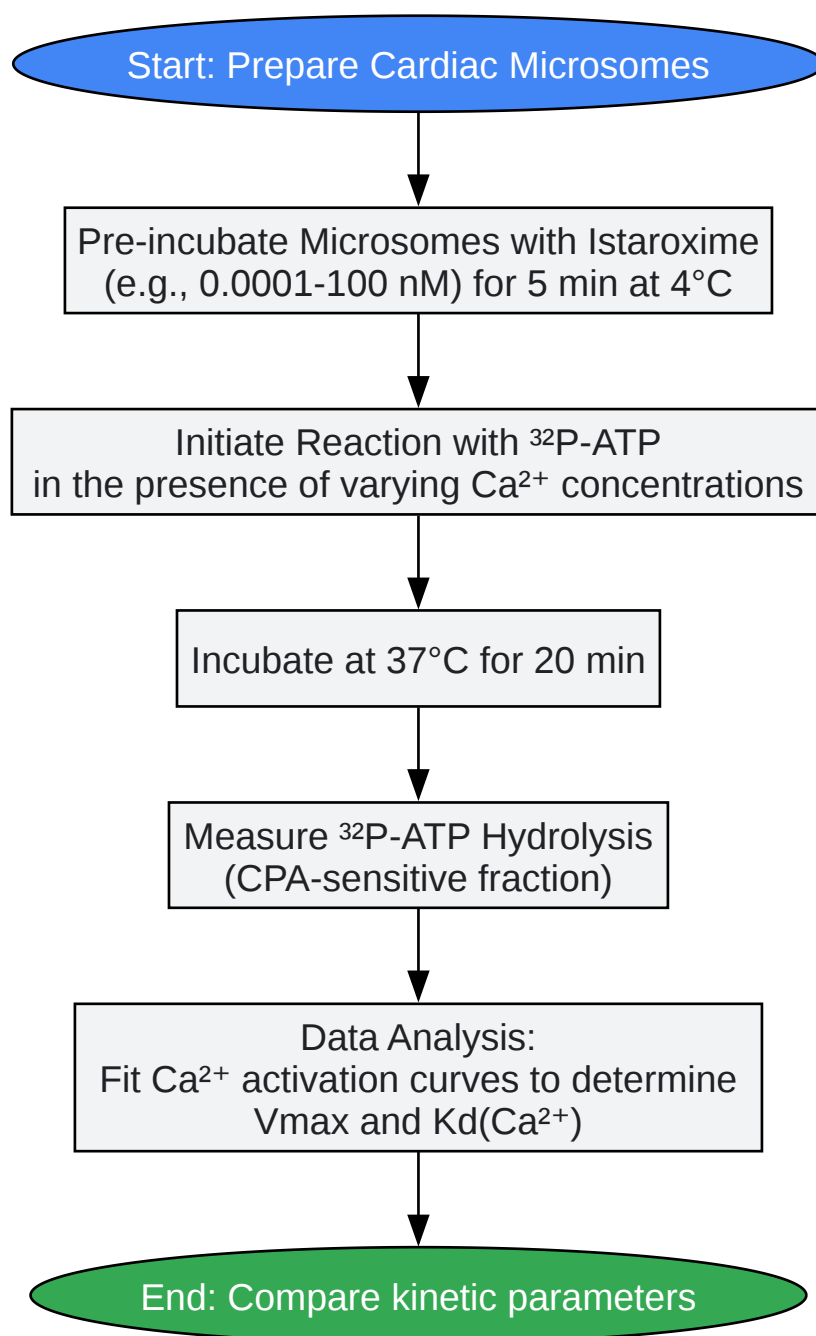 Start: Prepare Cardiac Microsomes
Pre-incubate Microsomes with Istaroxime
(e.g., 0.0001-100 nM) for 5 min at 4°C
Initiate Reaction with ³²P-ATP
in the presence of varying Ca²⁺ concentrations
Incubate at 37°C for 20 min
Measure ³²P-ATP Hydrolysis
(CPA-sensitive fraction)
Data Analysis:
Fit Ca²⁺ activation curves to determine
Vmax and Kd(Ca²⁺)
End: Compare kinetic parameters